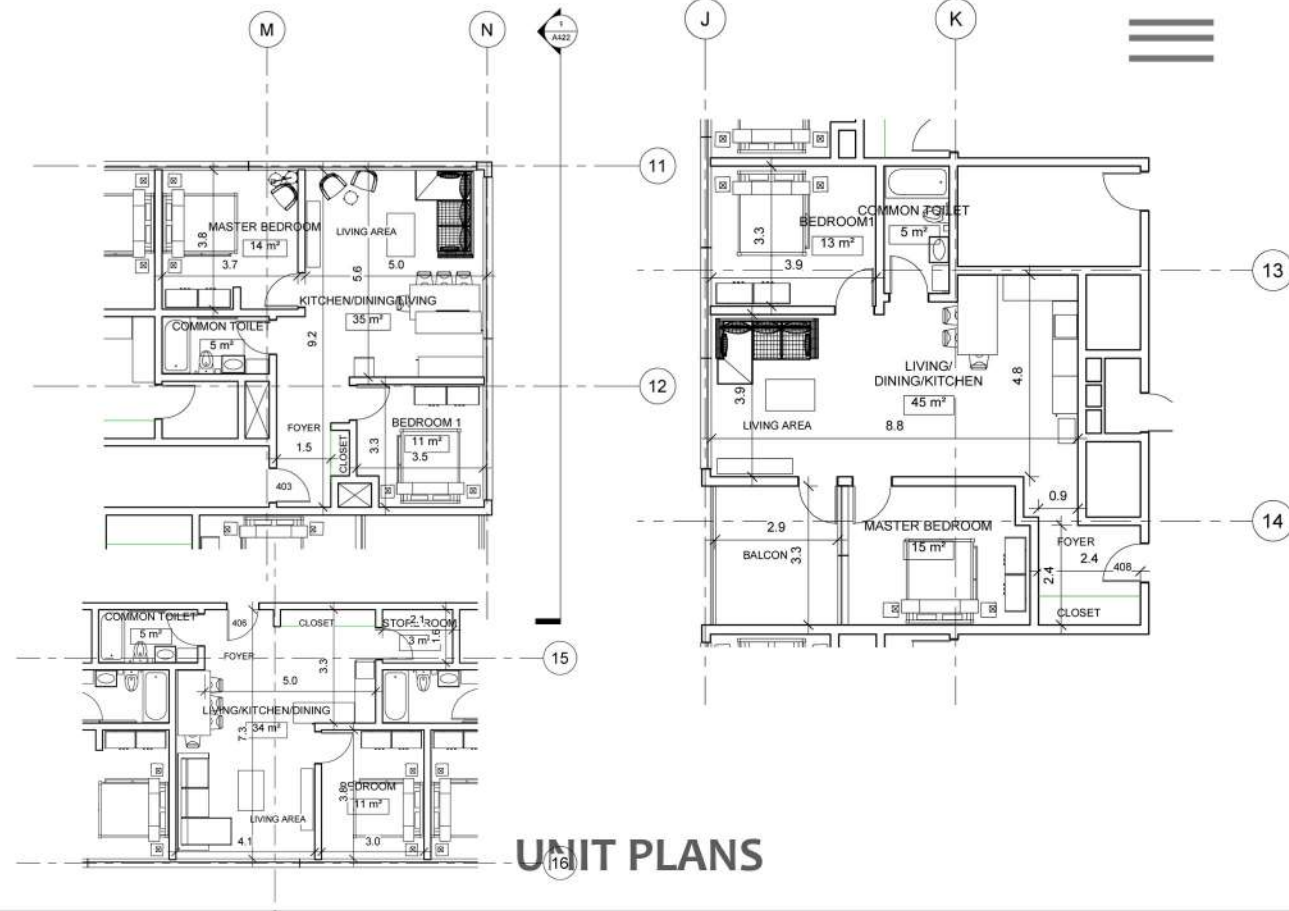 M
N
1
A422
J
K
11
MASTER BEDROOM
14 m²
3.8
3.7
LIVING AREA
5.6
5.0
KITCHEN/DINING/LIVING
35 m²
COMMON TOILET
5 m²
9.2
12
FOYER
1.5
CLOSET
403
BEDROOM 1
11 m²
3.3
3.5
BEDROOM1
13 m²
3.3
3.9
COMMON TOILET
5 m²
13
LIVING/
DINING/KITCHEN
45 m²
4.8
3.9
LIVING AREA
8.8
0.9
14
2.9
BALCON
3.3
MASTER BEDROOM
15 m²
FOYER
2.4
2.4
408
CLOSET
COMMON TOILET
5 m²
406
CLOSET
2.1
STORE ROOM
1.6
3 m²
FOYER
3.3
15
5.0
LIVING/KITCHEN/DINING
34 m²
7.3
3.8
EDROOM
11 m²
LIVING AREA
4.1
3.0
16
UNIT PLANS